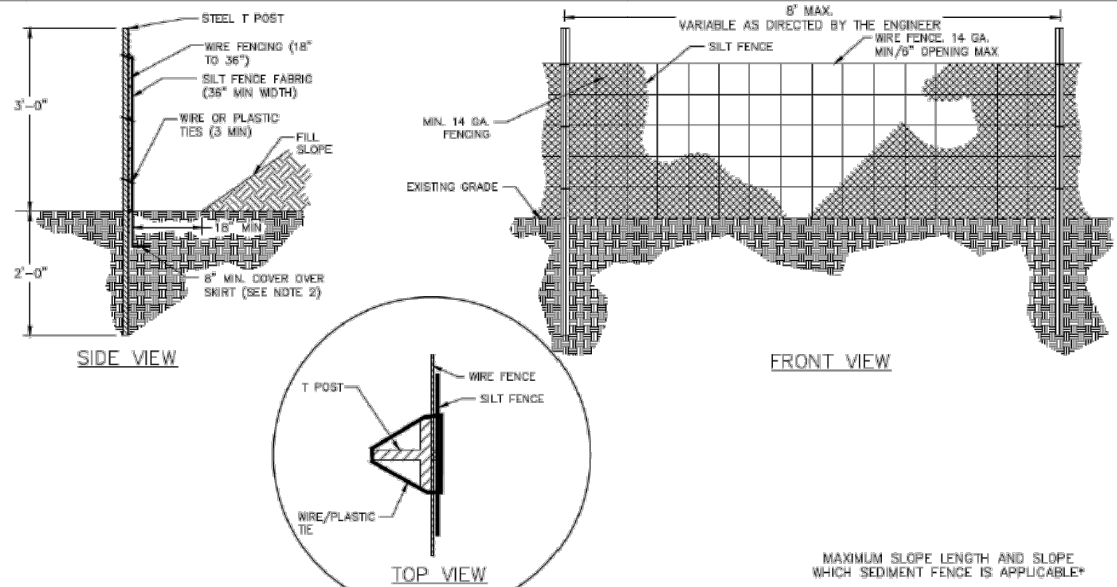 STEEL T POST
WIRE FENCING (18"
TO 36")
SILT FENCE FABRIC
(36" MIN WIDTH)
WIRE OR PLASTIC
TIES (3 MIN)
FILL
SLOPE
3'-0"
18" MIN
2'-0"
8" MIN. COVER OVER
SKIRT (SEE NOTE 2)
SIDE VIEW
8' MAX.
VARIABLE AS DIRECTED BY THE ENGINEER
SILT FENCE
WIRE FENCE. 14 GA.
MIN/6" OPENING MAX
MIN. 14 GA.
FENCING
EXISTING GRADE
FRONT VIEW
T POST
WIRE FENCE
SILT FENCE
WIRE/PLASTIC
TIE
TOP VIEW
MAXIMUM SLOPE LENGTH AND SLOPE
WHICH SEDIMENT FENCE IS APPLICABLE*